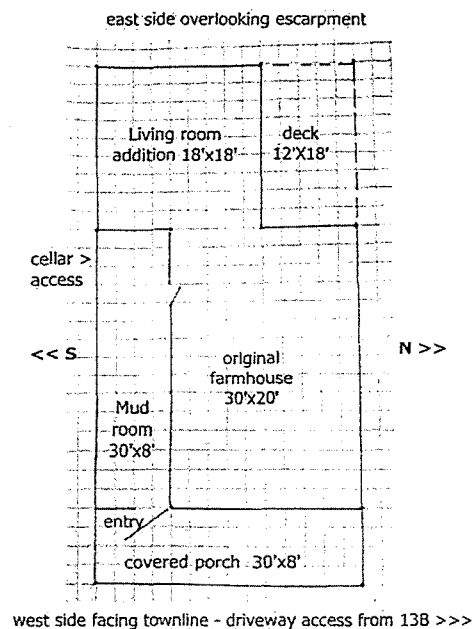 east side overlooking escarpment
Living room
addition 18'x18'
deck
12'X18'
cellar >
access
<< S
N >>
original
farmhouse
30'x20'
Mud
room
30'x8'
entry
covered porch 30'x8'
west side facing townline - driveway access from 13B >>>